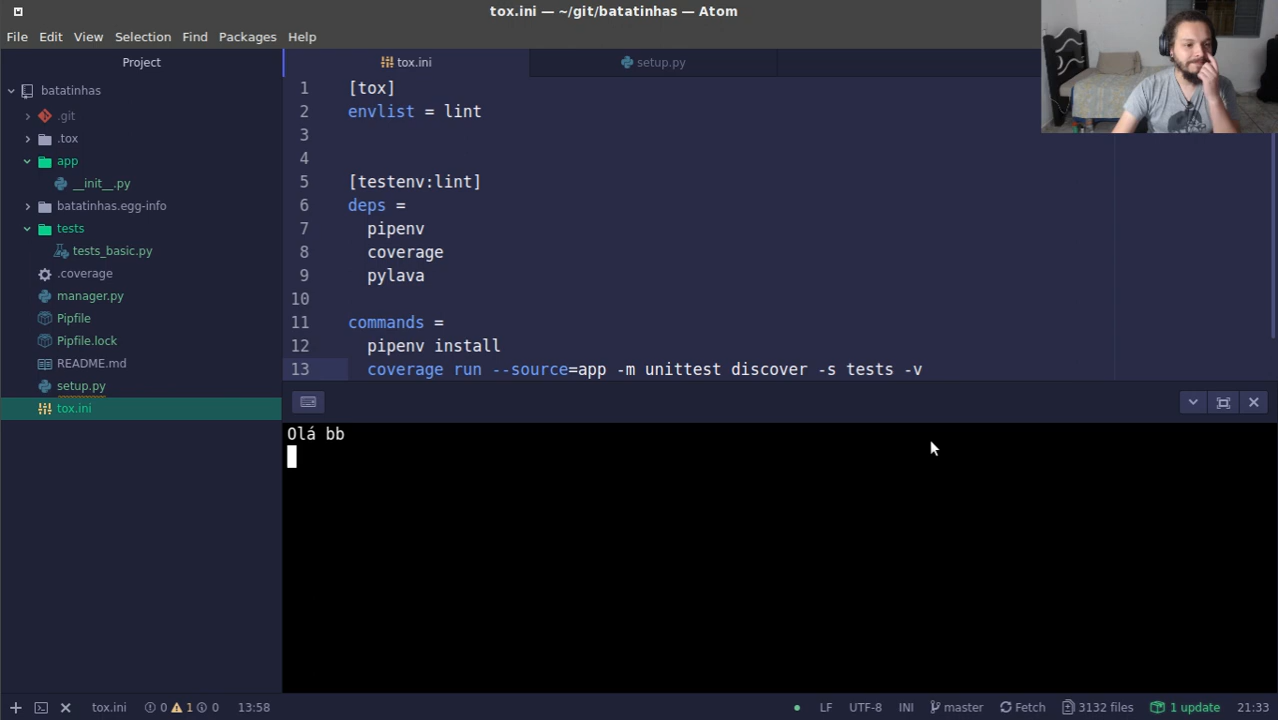 tox.ini — ~/git/batatinhas — Atom
File Edit View Selection Find Packages Help
Project
tox.ini
setup.py
batatinhas
.git
.tox
app
__init__.py
batatinhas.egg-info
tests
tests_basic.py
.coverage
manager.py
Pipfile
Pipfile.lock
README.md
setup.py
tox.ini
1 [tox]
2 envlist = lint
3
4
5 [testenv:lint]
6 deps =
7 pipenv
8 coverage
9 pylava
10
11 commands =
12 pipenv install
13 coverage run --source=app -m unittest discover -s tests -v
Olá bb
tox.ini 0 1 0 13:58 LF UTF-8 INI master Fetch 3132 files 1 update 21:33